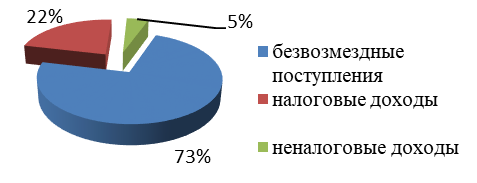 22%
5%
73%
безвозмездные
поступления
налоговые доходы
неналоговые доходы